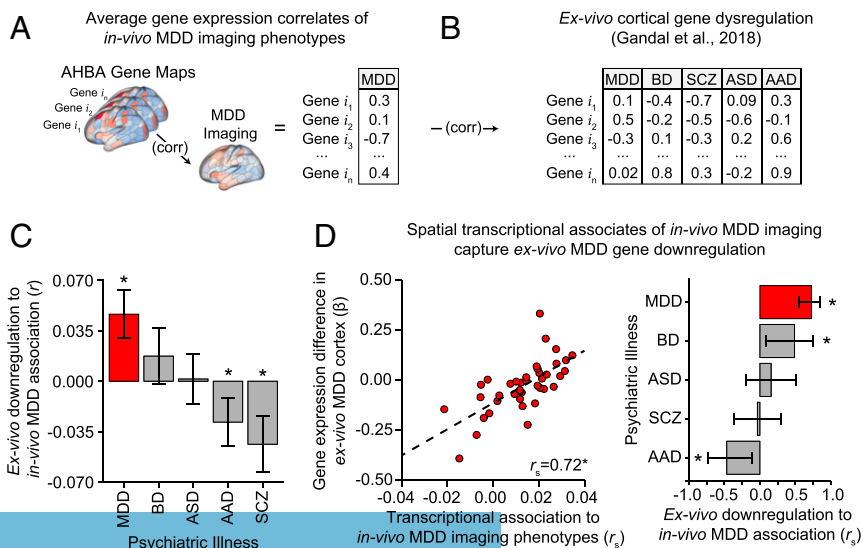 A
Average gene expression correlates of
in-vivo MDD imaging phenotypes
AHBA Gene Maps
Gene in
Gene i2
Gene i1
(corr)
MDD
Imaging
=
MDD
Gene i1 0.3
Gene i2 0.1
Gene i3 -0.7
... ...
Gene in 0.4
(corr)
B
Ex-vivo cortical gene dysregulation
(Gandal et al., 2018)
MDD BD SCZ ASD AAD
Gene i1 0.1 -0.4 -0.7 0.09 0.3
Gene i2 0.5 -0.2 -0.5 -0.6 -0.1
Gene i3 -0.3 0.1 -0.3 0.2 0.6
... ... ... ... ... ...
Gene in 0.02 0.8 0.3 -0.2 0.9
C
Ex-vivo downregulation to
in-vivo MDD association (r)
0.070
0.035
0.000
-0.035
-0.070
* * *
MDD BD ASD AAD SCZ
Psychiatric Illness
D
Spatial transcriptional associates of in-vivo MDD imaging
capture ex-vivo MDD gene downregulation
Gene expression difference in
ex-vivo MDD cortex (β)
0.50
0.25
0.00
-0.25
-0.50
rs=0.72*
-0.04 -0.02 0.00 0.02 0.04
Transcriptional association to
in-vivo MDD imaging phenotypes (rs)
Psychiatric Illness
MDD *
BD *
ASD
SCZ
AAD *
-1.0 -0.5 0.0 0.5 1.0
Ex-vivo downregulation to
in-vivo MDD association (rs)